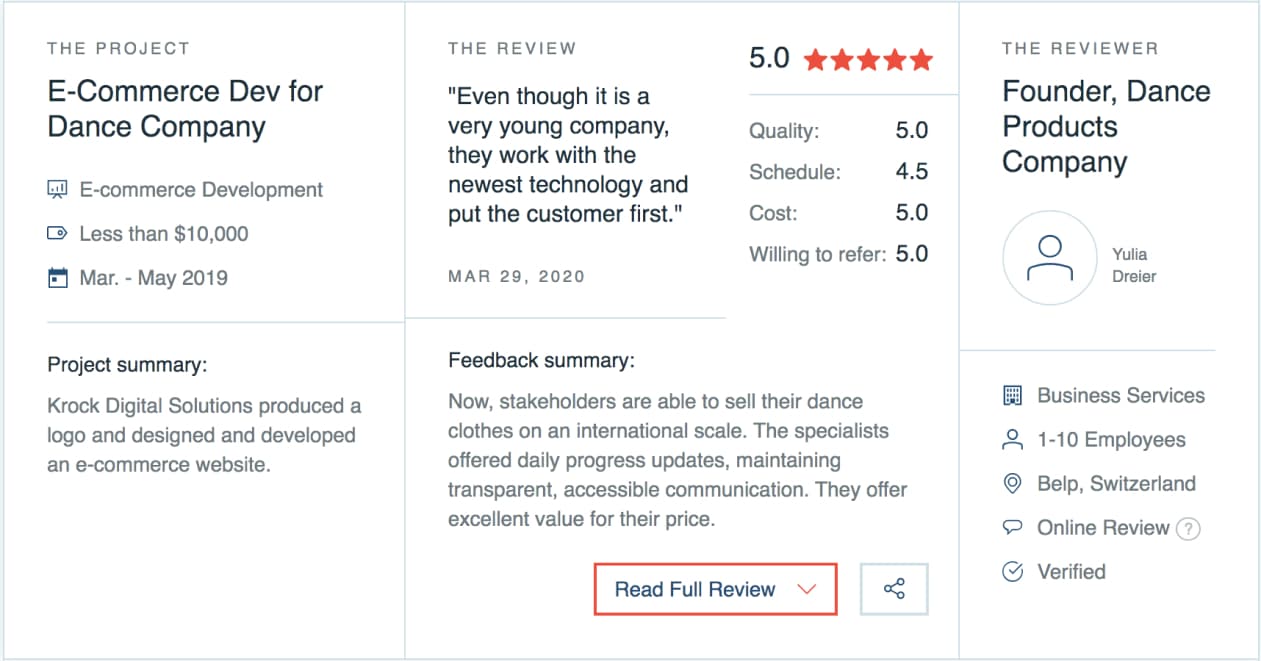 THE PROJECT
E-Commerce Dev for
Dance Company
E-commerce Development
Less than $10,000
Mar. - May 2019
Project summary:
Krock Digital Solutions produced a
logo and designed and developed
an e-commerce website.
THE REVIEW
"Even though it is a
very young company,
they work with the
newest technology and
put the customer first."
MAR 29, 2020
5.0
Quality: 5.0
Schedule: 4.5
Cost: 5.0
Willing to refer: 5.0
Feedback summary:
Now, stakeholders are able to sell their dance
clothes on an international scale. The specialists
offered daily progress updates, maintaining
transparent, accessible communication. They offer
excellent value for their price.
Read Full Review
THE REVIEWER
Founder, Dance
Products
Company
Yulia
Dreier
Business Services
1-10 Employees
Belp, Switzerland
Online Review ?
Verified